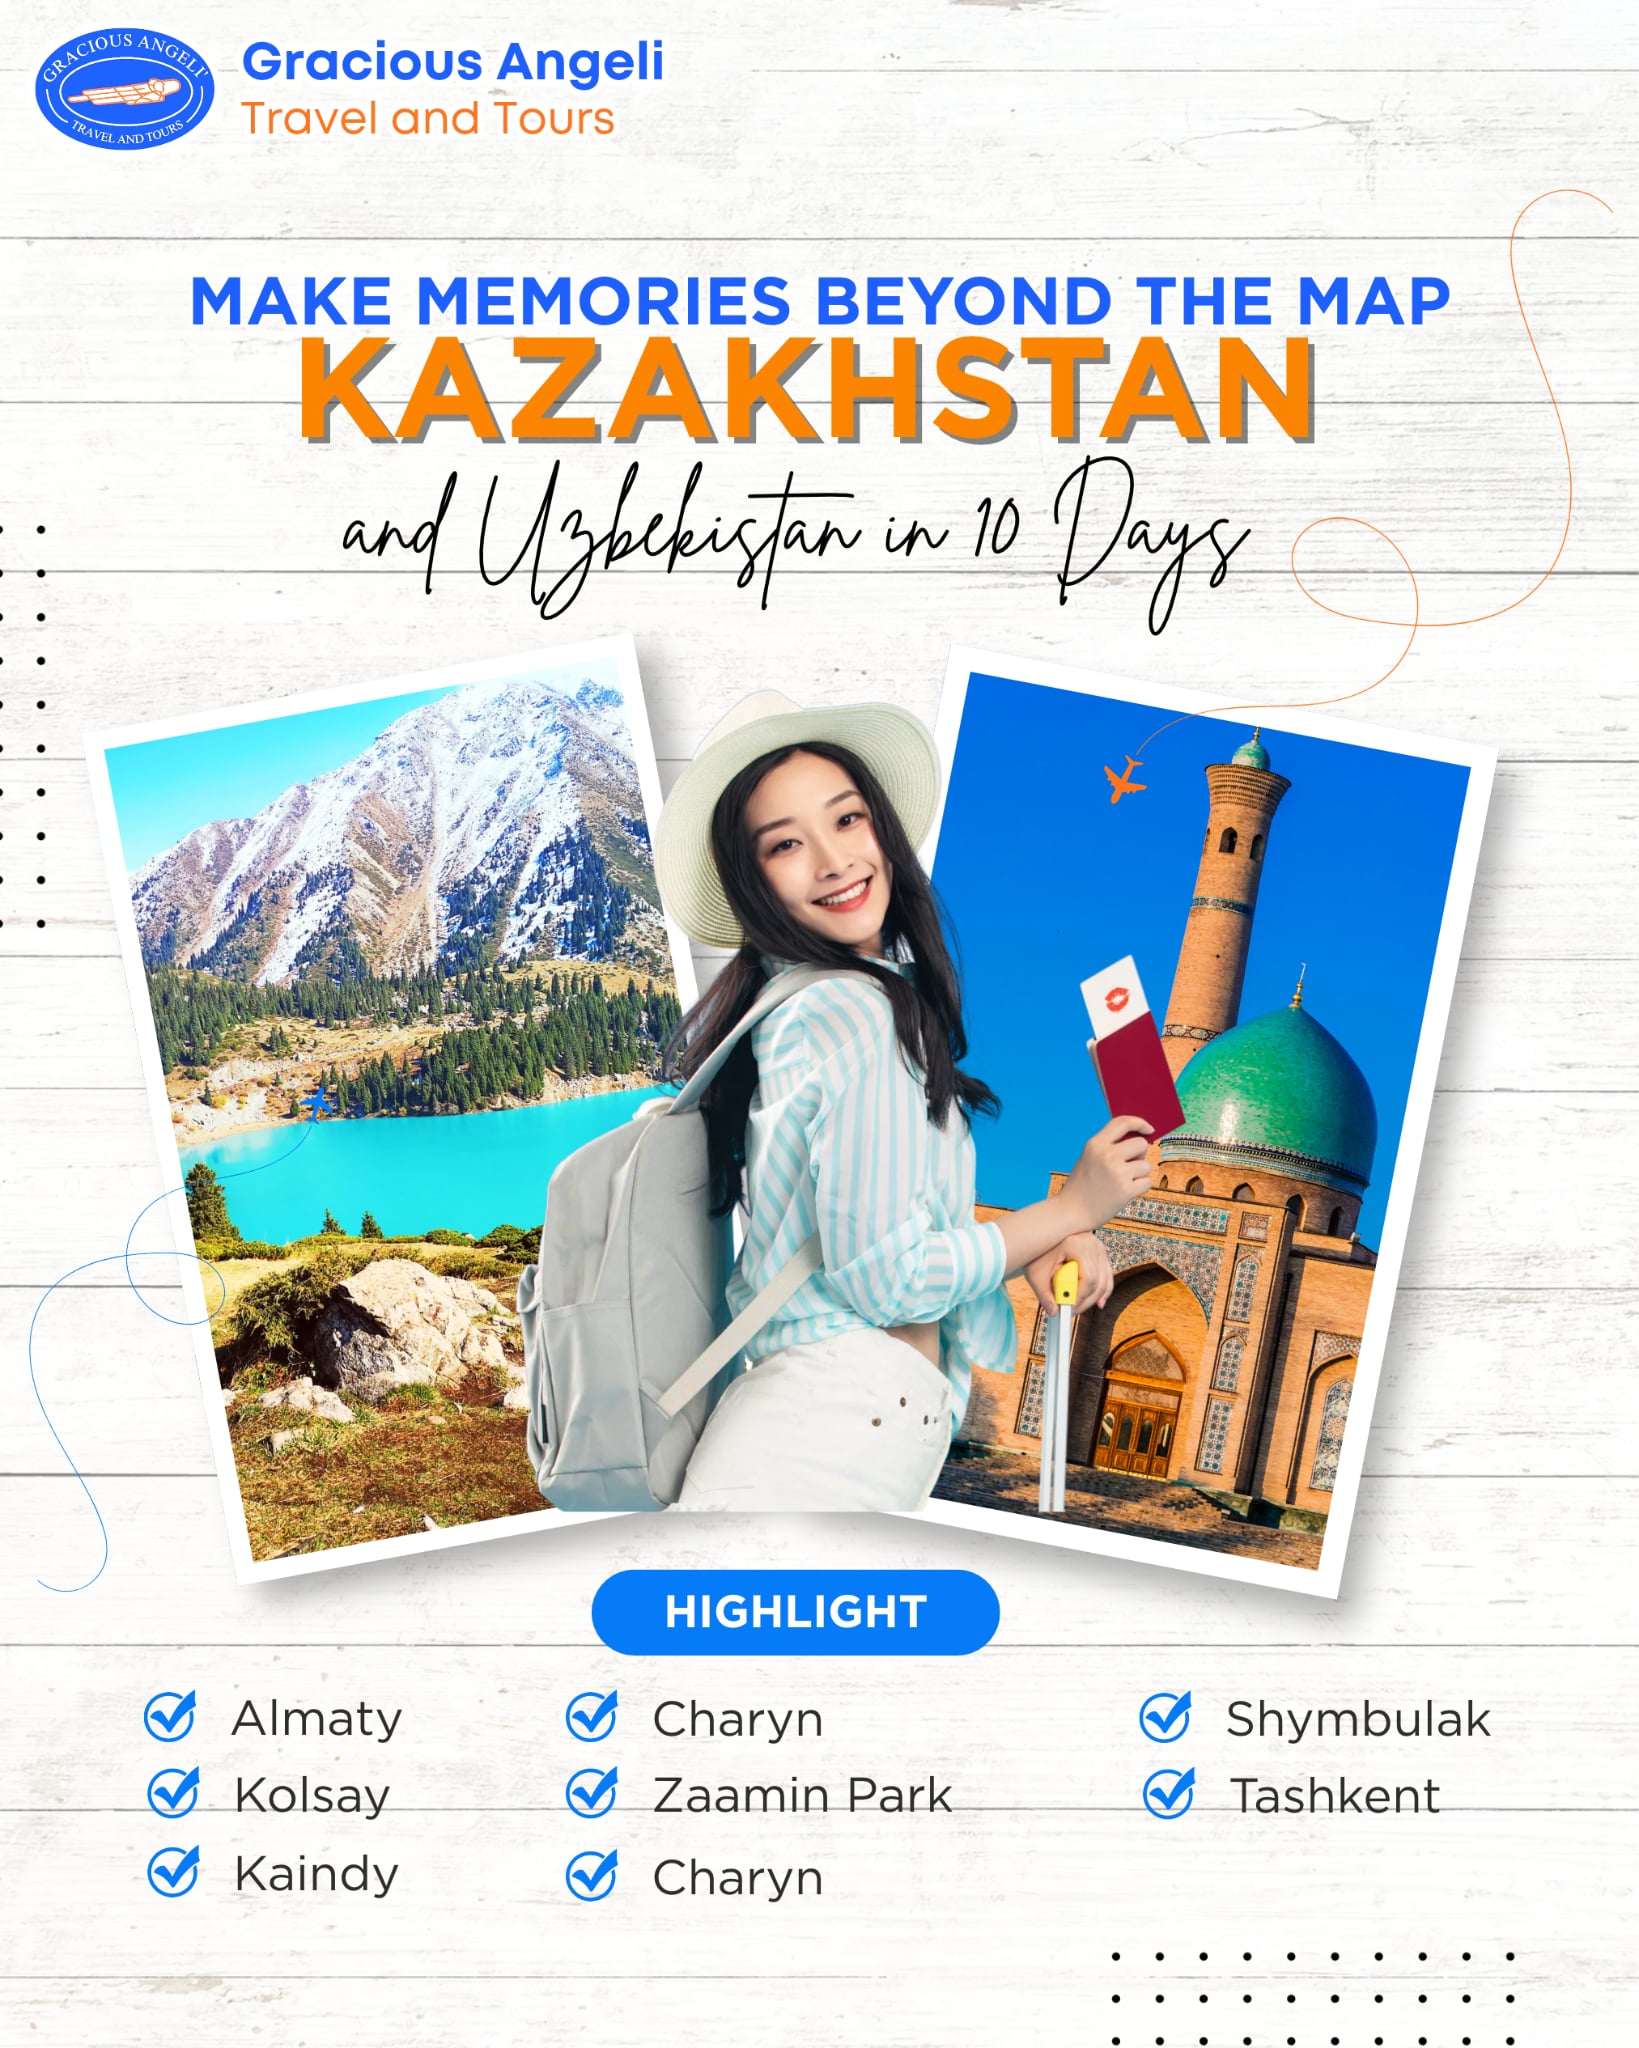 GRACIOUS ANGELI'
TRAVEL AND TOURS
Gracious Angeli
Travel and Tours
MAKE MEMORIES BEYOND THE MAP
KAZAKHSTAN
and Uzbekistan in 10 Days
HIGHLIGHT
Almaty
Kolsay
Kaindy
Charyn
Zaamin Park
Charyn
Shymbulak
Tashkent